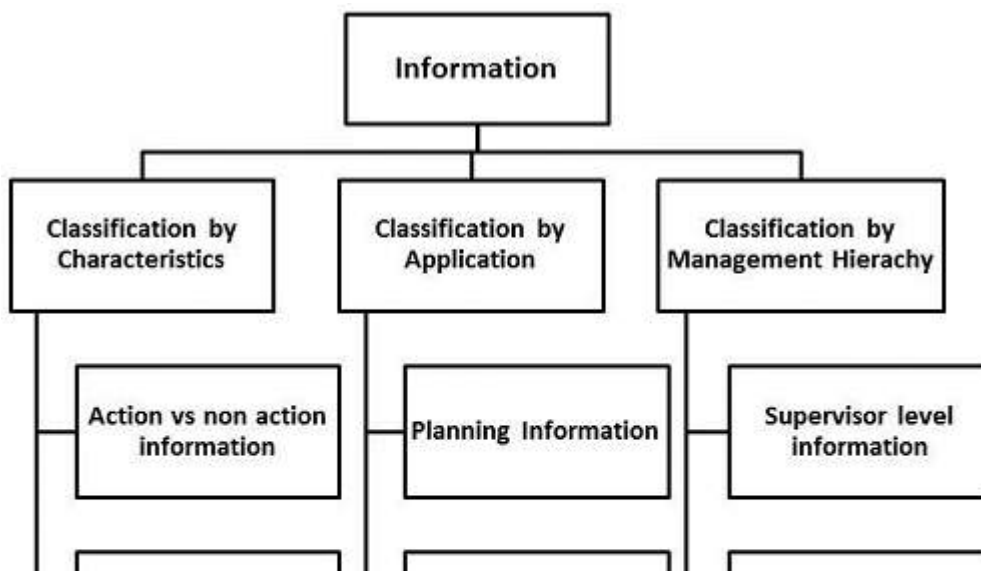 Information
Classification by
Characteristics
Classification by
Application
Classification by
Management Hierachy
Action vs non action
information
Planning Information
Supervisor level
information